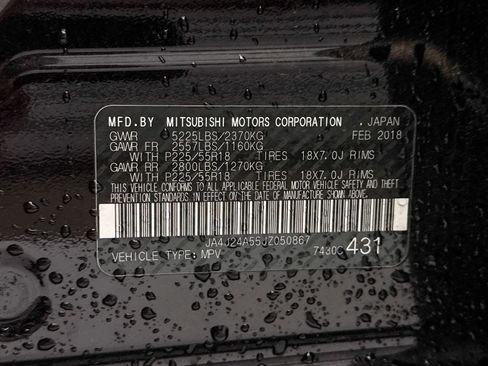 MFD.BY MITSUBISHI MOTORS CORPORATION . JAPAN
GVWR 5225LBS/2370KG FEB 2018
GAWR FR 2557LBS/1160KG
WITH P225/55R18 TIRES 18X7.0J RIMS
GAWR RR 2800LBS/1270KG
WITH P225/55R18 TIRES 18X7.0J RIMS
THIS VEHICLE CONFORMS TO ALL APPLICABLE FEDERAL MOTOR VEHICLE SAFETY AND
THEFT PREVENTION STANDARDS IN EFFECT ON THE DATE OF MANUFACTURE SHOWN ABOVE.
JA4J24A55JZ050867
VEHICLE TYPE: MPV 7430C 431